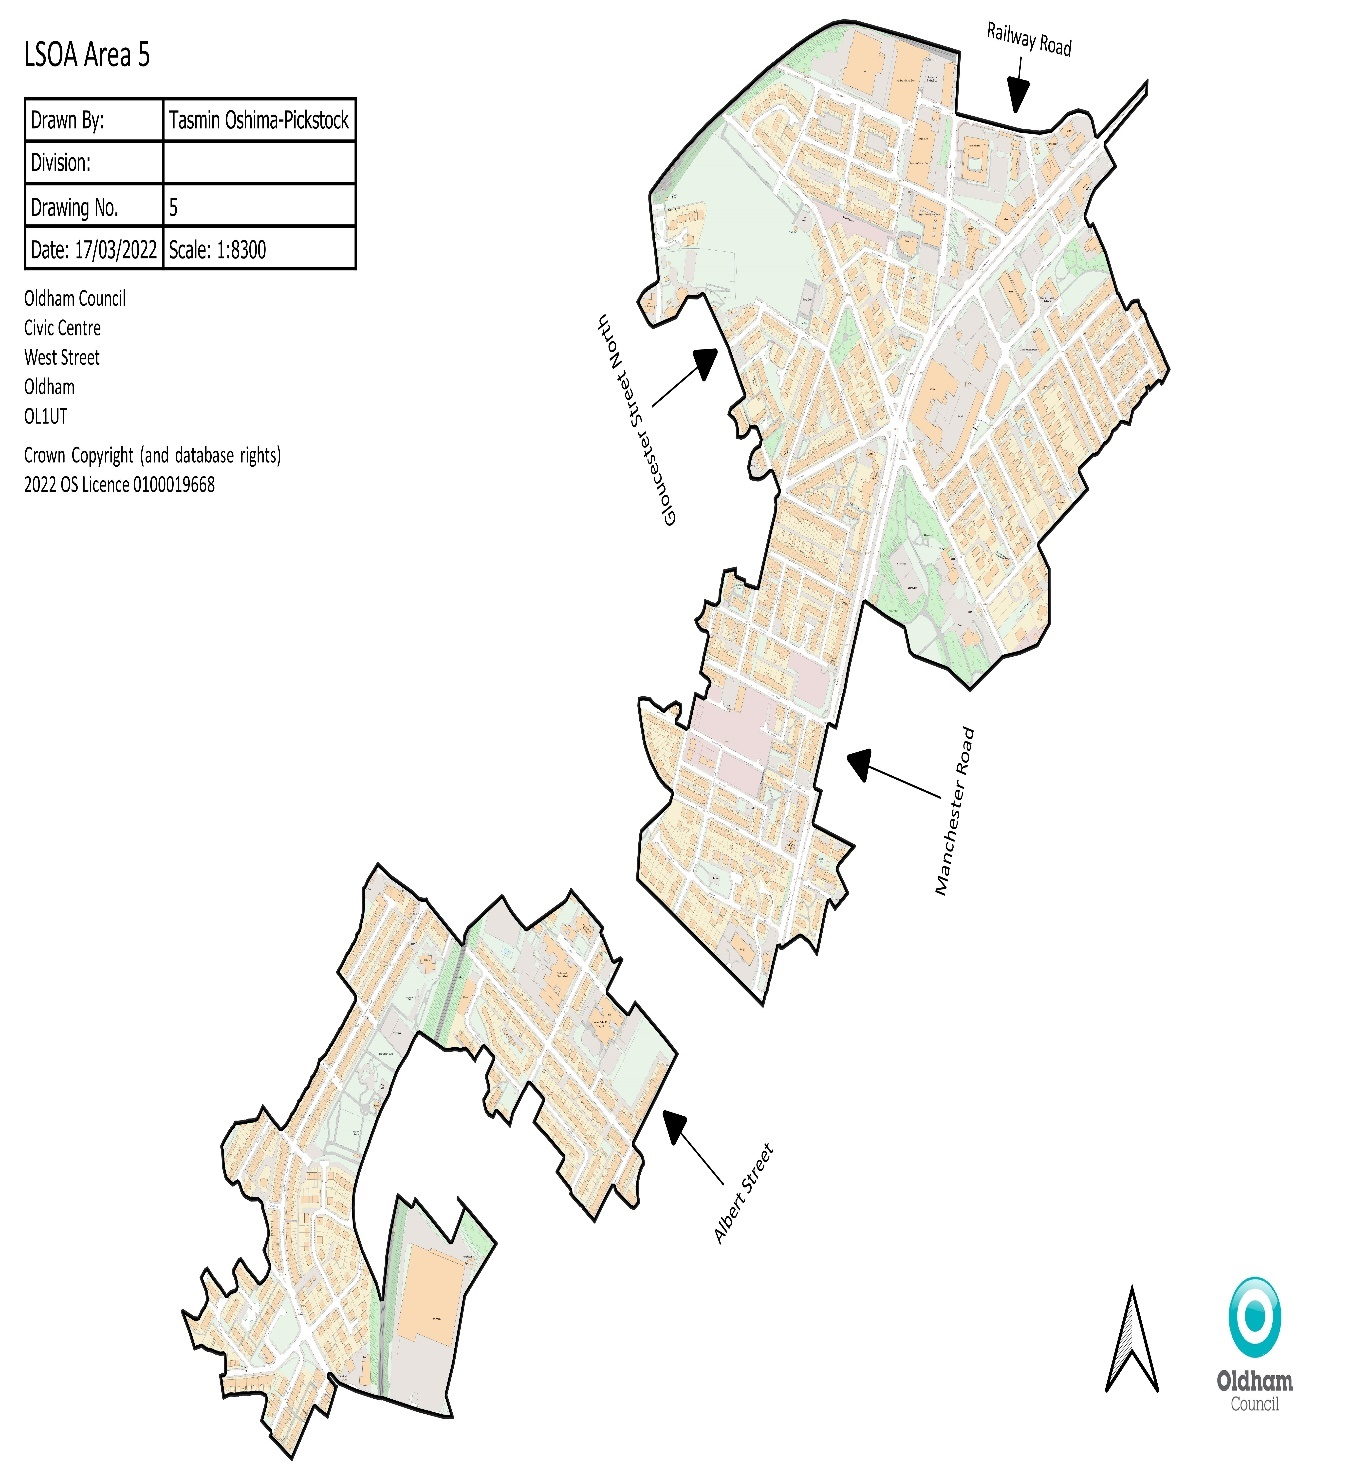 LSOA Area 5
Drawn By: Tasmin Oshima-Pickstock
Division:
Drawing No. 5
Date: 17/03/2022 Scale: 1:8300
Oldham Council
Civic Centre
West Street
Oldham
OL1UT
Crown Copyright (and database rights)
2022 OS Licence 0100019668
Railway Road
Gloucester Street North
Manchester Road
Albert Street
Oldham
Council